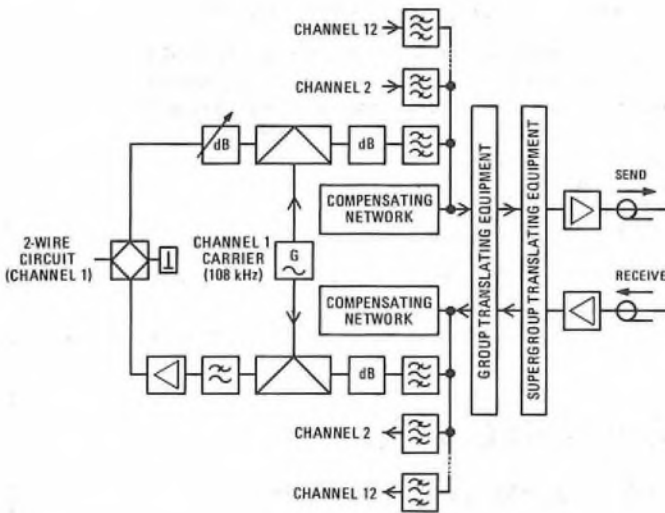 CHANNEL 12
CHANNEL 2
dB
dB
COMPENSATING
NETWORK
GROUP TRANSLATING EQUIPMENT
SUPERGROUP TRANSLATING EQUIPMENT
SEND
2-WIRE
CIRCUIT
(CHANNEL 1)
CHANNEL 1
CARRIER
(108 kHz)
G
RECEIVE
COMPENSATING
NETWORK
dB
CHANNEL 2
CHANNEL 12